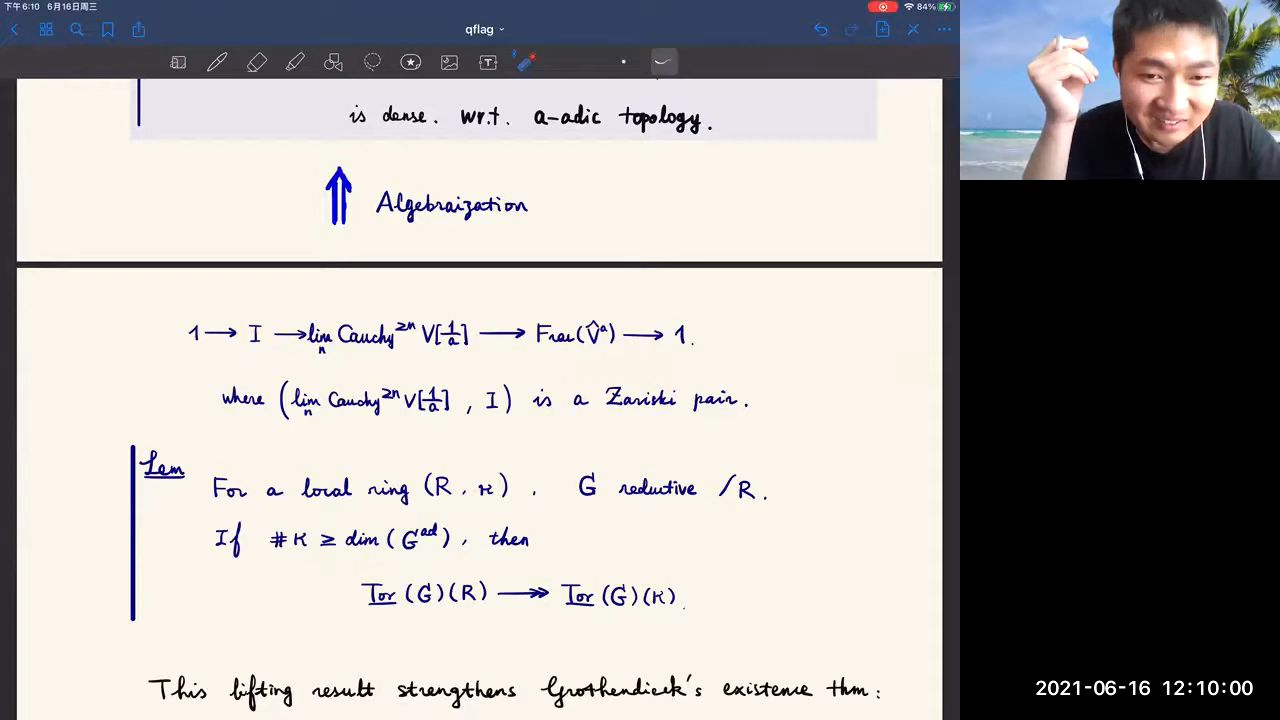 下午6:10 6月16日周三
84%
qflag
is dense. w.r.t. a-adic topology.
⇑ Algebraization
1 ⟶ I ⟶ lim_n Cauchy^{≥n} V[1/a] ⟶ Frac(V̂^a) ⟶ 1.
where (lim_n Cauchy^{≥n} V[1/a], I) is a Zariski pair.
Lem
For a local ring (R, κ), G reductive /R.
If #κ ≥ dim(G^{ad}), then
Tor(G)(R) ↠ Tor(G)(κ).
This lifting result strengthens Grothendieck's existence thm:
2021-06-16 12:10:00